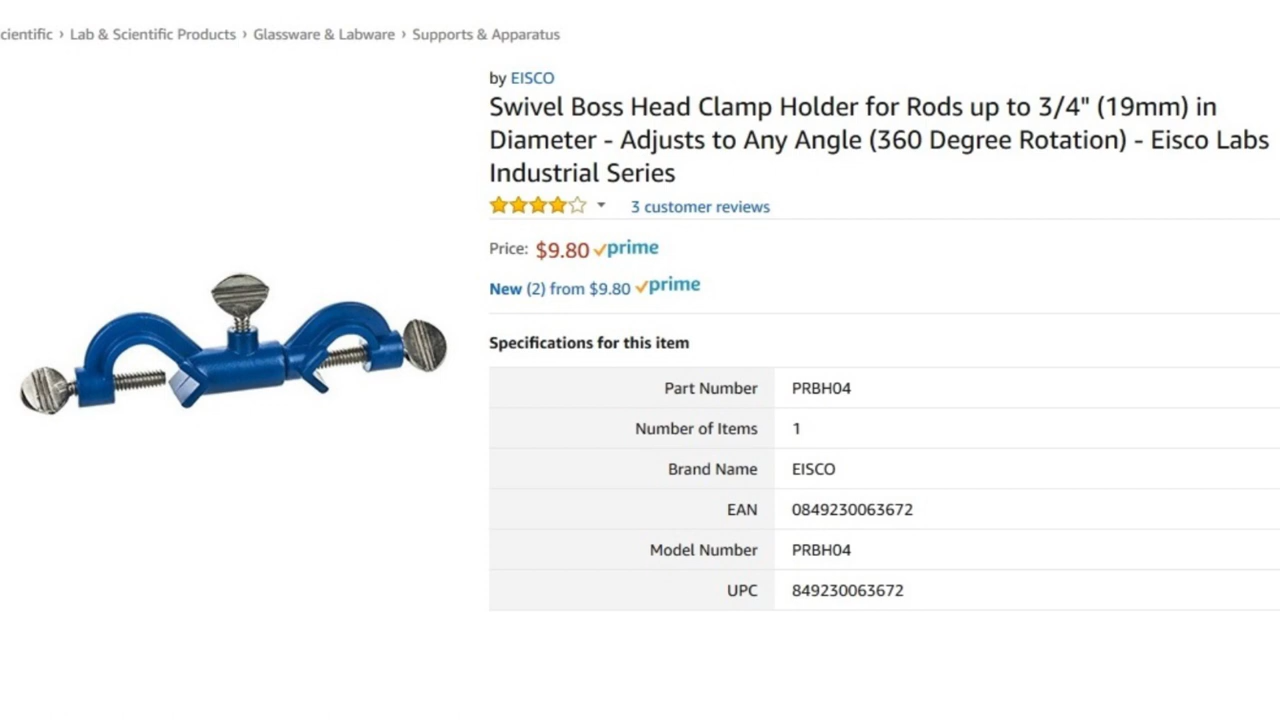 cientific › Lab & Scientific Products › Glassware & Labware › Supports & Apparatus
by EISCO
Swivel Boss Head Clamp Holder for Rods up to 3/4" (19mm) in
Diameter - Adjusts to Any Angle (360 Degree Rotation) - Eisco Labs
Industrial Series
3 customer reviews
Price: $9.80 prime
New (2) from $9.80 prime
Specifications for this item
Part Number PRBH04
Number of Items 1
Brand Name EISCO
EAN 0849230063672
Model Number PRBH04
UPC 849230063672